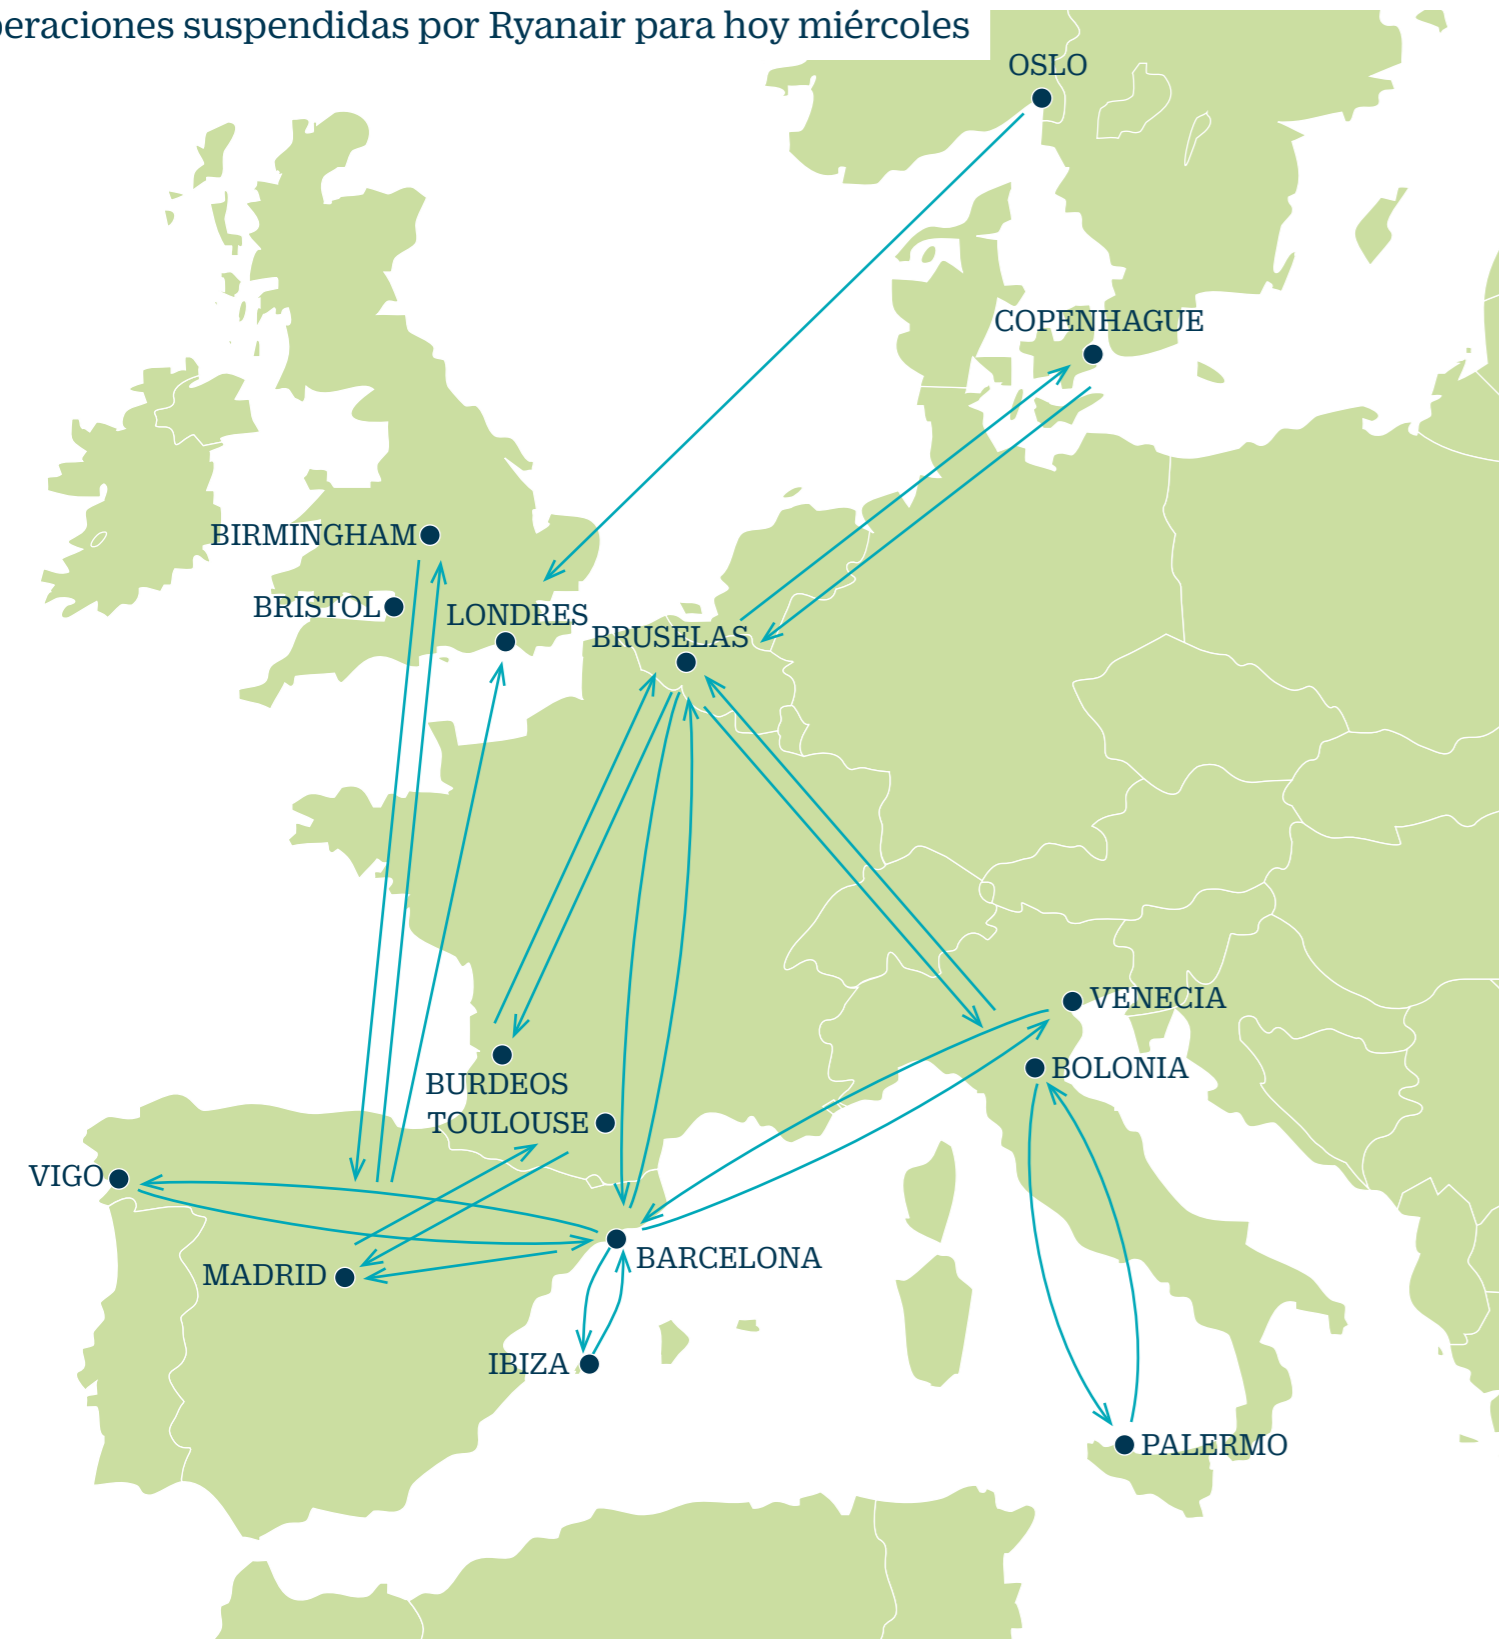 peraciones suspendidas por Ryanair para hoy miércoles
OSLO
COPENHAGUE
BIRMINGHAM
BRISTOL
LONDRES
BRUSELAS
VENECIA
BOLONIA
BURDEOS
TOULOUSE
VIGO
BARCELONA
MADRID
IBIZA
PALERMO